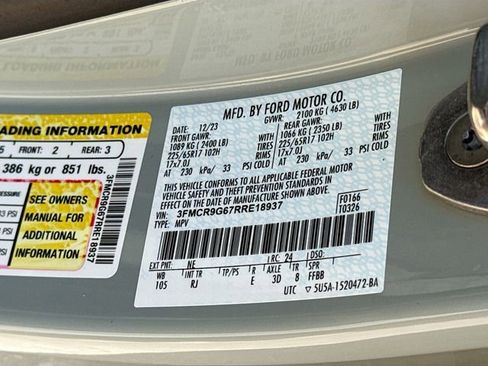 MFD. BY FORD MOTOR CO.
DATE: 12/23 GVWR: 2100 KG ( 4630 LB)
FRONT GAWR: REAR GAWR:
1089 KG ( 2400 LB) 1066 KG ( 2350 LB)
225/65R17 102H TIRES 225/65R17 102H TIRES
17x7.0J RIMS 17x7.0J RIMS
AT 230 kPa/ 33 PSI COLD AT 230 kPa/ 33 PSI COLD
THIS VEHICLE CONFORMS TO ALL APPLICABLE FEDERAL MOTOR
VEHICLE SAFETY AND BUMPER STANDARDS IN
EFFECT ON THE DATE OF MANUFACTURE SHOWN ABOVE.
VIN: 3FMCR9G67RRE18937 F0166
TYPE: MPV T0326
EXT PNT: NE RC: 24 DSO:
WB INT TR TP/PS E AXLE TR SPR
105 RJ E 3D 8 FFBB
UTC 5U5A-1520472-BA
ADING INFORMATION
5 FRONT: 2 REAR: 3
386 kg or 851 lbs.
SEE OWNERS
MANUAL FOR
ADDITIONAL
INFORMATION
3FMCR9G67RRE18937